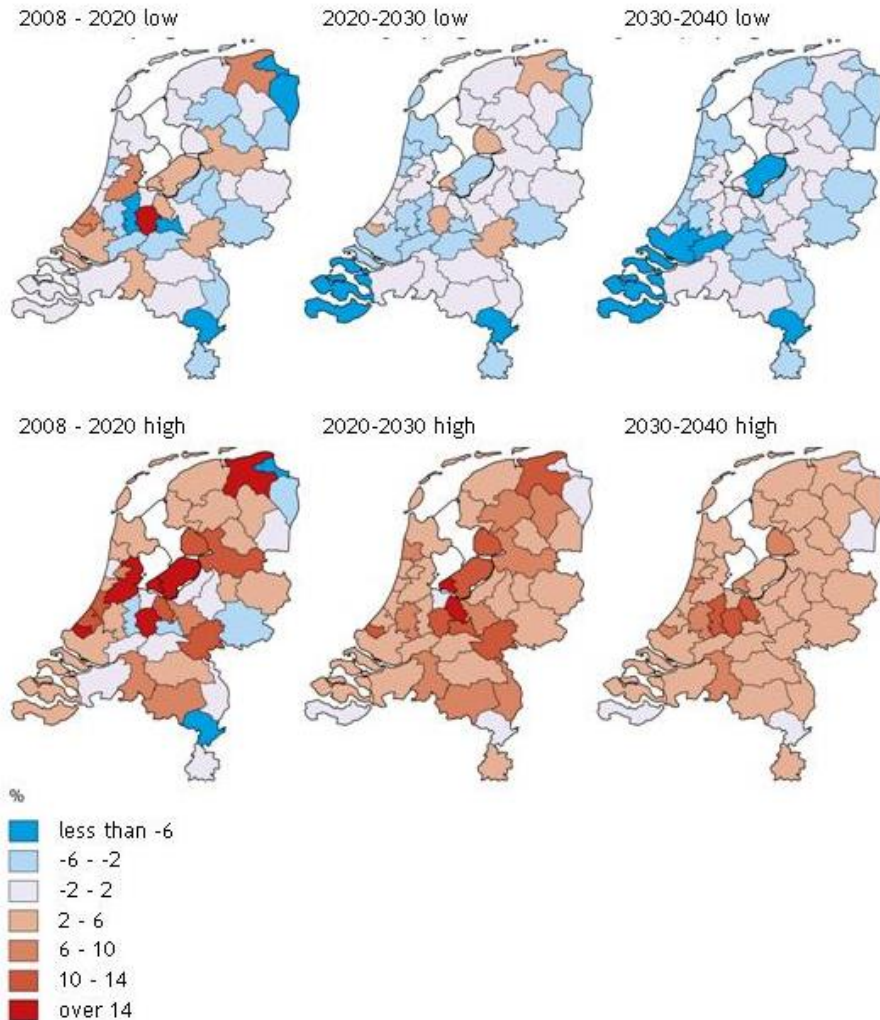 2008 - 2020 low
2020-2030 low
2030-2040 low
2008 - 2020 high
2020-2030 high
2030-2040 high
%
less than -6
-6 - -2
-2 - 2
2 - 6
6 - 10
10 - 14
over 14